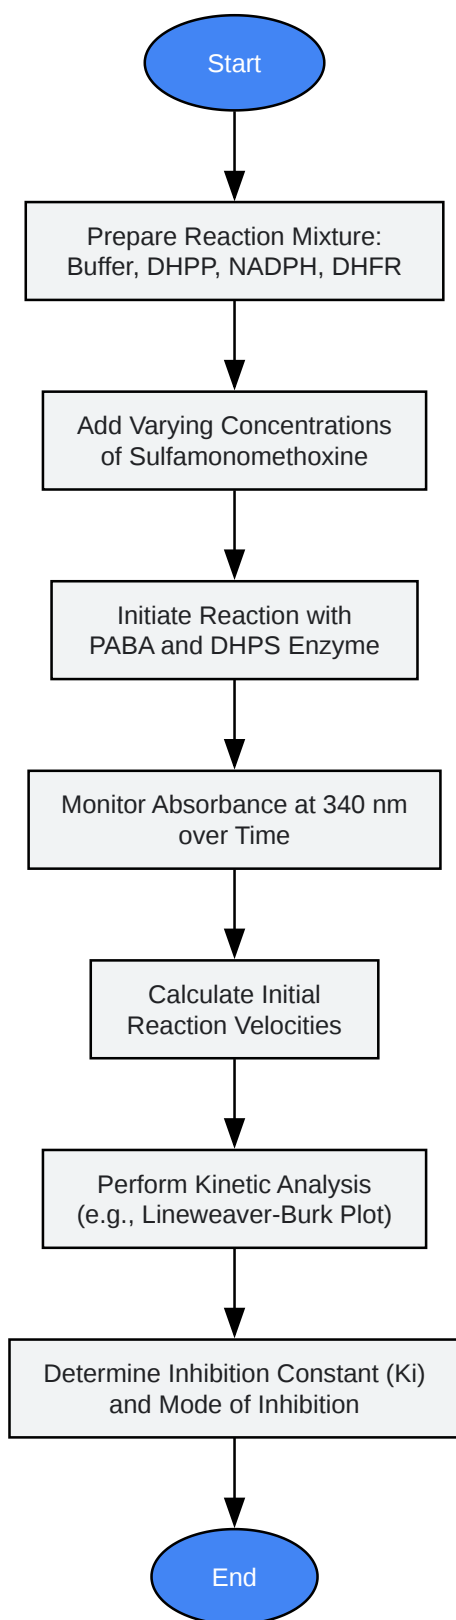 Start
Prepare Reaction Mixture:
Buffer, DHPP, NADPH, DHFR
Add Varying Concentrations
of Sulfamonomethoxine
Initiate Reaction with
PABA and DHPS Enzyme
Monitor Absorbance at 340 nm
over Time
Calculate Initial
Reaction Velocities
Perform Kinetic Analysis
(e.g., Lineweaver-Burk Plot)
Determine Inhibition Constant (Ki)
and Mode of Inhibition
End